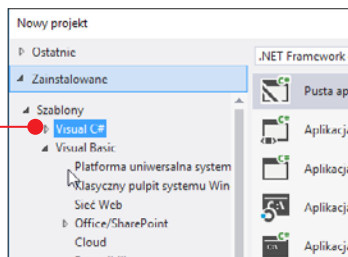 Nowy projekt
Ostatnie
Zainstalowane
Szablony
Visual C#
Visual Basic
Platforma uniwersalna system
Klasyczny pulpit systemu Win
Sieć Web
Office/SharePoint
Cloud
.NET Framework
C#
Pusta ap
C#
Aplikacja
C#
Aplikacja
C#
Aplikacj
C#
Aplikacja